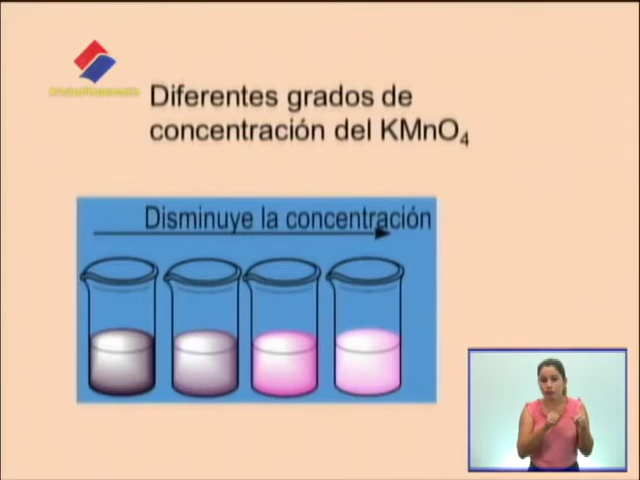 Diferentes grados de
concentración del KMnO₄
Disminuye la concentración